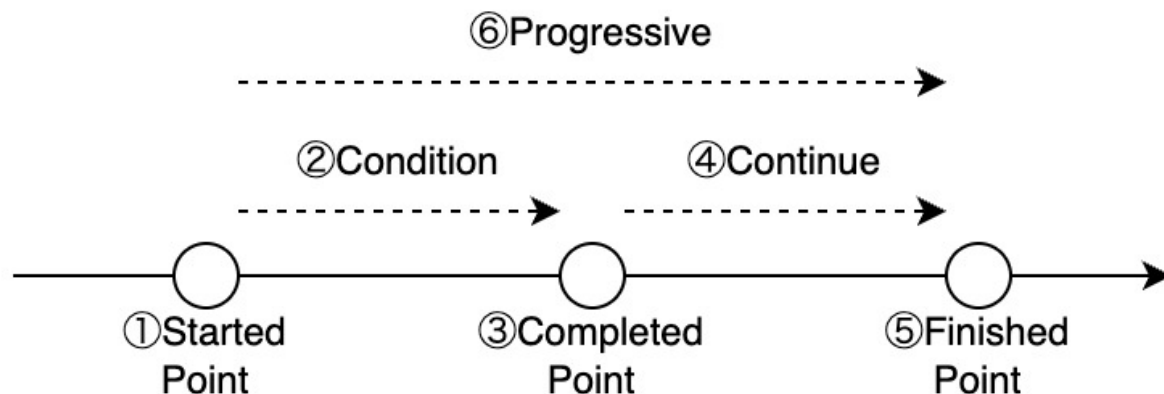 ⑥Progressive
②Condition
④Continue
①Started
Point
③Completed
Point
⑤Finished
Point